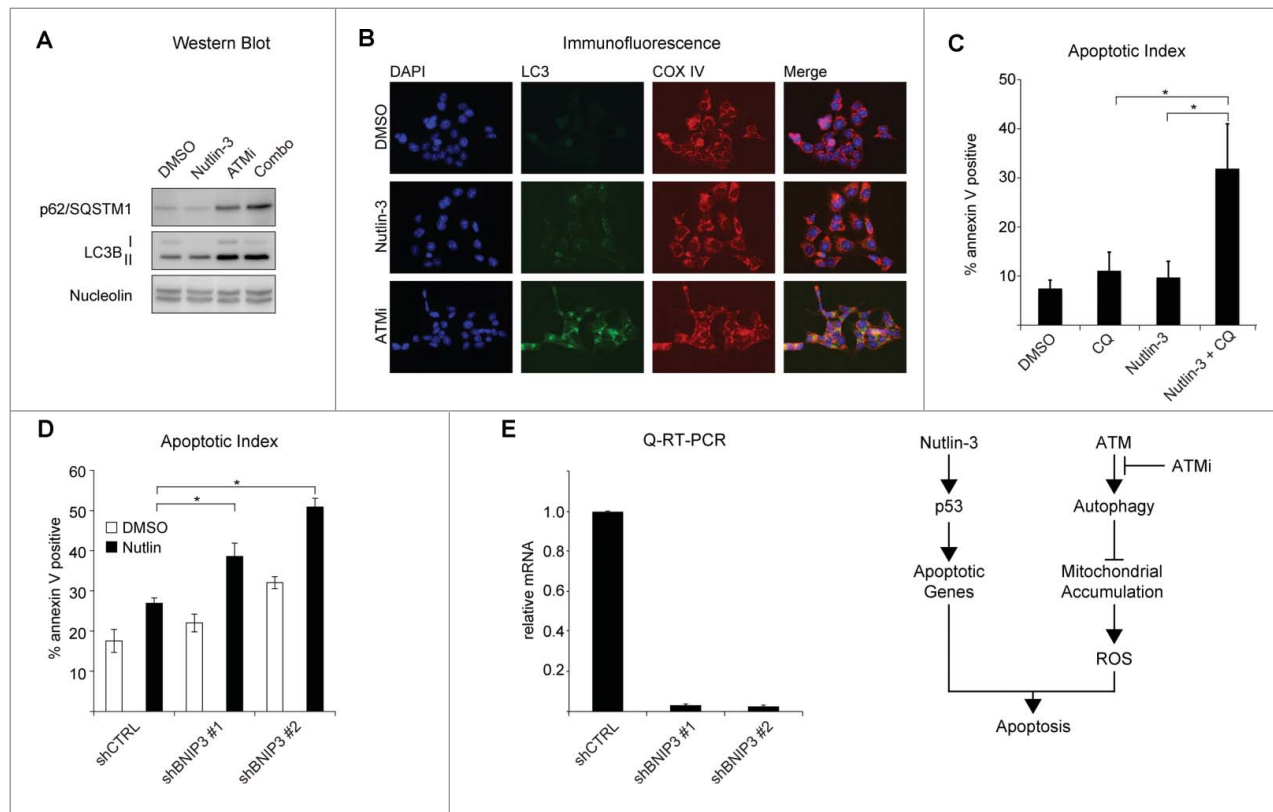 A
Western Blot
DMSO
Nutlin-3
ATMi
Combo
p62/SQSTM1
LC3B
I
II
Nucleolin
B
Immunofluorescence
DAPI
LC3
COX IV
Merge
DMSO
Nutlin-3
ATMi
C
Apoptotic Index
% annexin V positive
50
40
30
20
10
*
*
DMSO
CQ
Nutlin-3
Nutlin-3 + CQ
D
Apoptotic Index
% annexin V positive
60
50
40
30
20
10
DMSO
Nutlin
*
*
shCTRL
shBNIP3 #1
shBNIP3 #2
E
Q-RT-PCR
relative mRNA
1.0
0.8
0.6
0.4
0.2
shCTRL
shBNIP3 #1
shBNIP3 #2
Nutlin-3
p53
Apoptotic
Genes
ATM
ATMi
Autophagy
Mitochondrial
Accumulation
ROS
Apoptosis